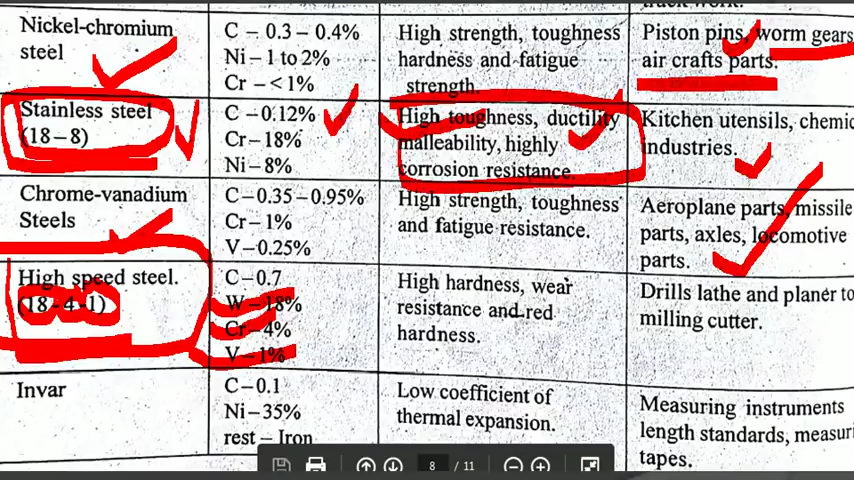 Nickel-chromium
steel
C – 0.3 – 0.4%
Ni – 1 to 2%
Cr – <1%
High strength, toughness
hardness and fatigue
strength.
Piston pins, worm gears
air crafts parts.
Stainless steel
(18 – 8)
C – 0.12%
Cr – 18%
Ni – 8%
High toughness, ductility
malleability, highly
corrosion resistance.
Kitchen utensils, chemic
industries.
Chrome-vanadium
Steels
C – 0.35 – 0.95%
Cr – 1%
V – 0.25%
High strength, toughness
and fatigue resistance.
Aeroplane parts, missile
parts, axles, locomotive
parts.
High speed steel.
(18-4-1)
C – 0.7
W – 18%
Cr – 4%
V – 1%
High hardness, wear
resistance and red
hardness.
Drills lathe and planer to
milling cutter.
Invar
C – 0.1
Ni – 35%
rest – Iron
Low coefficient of
thermal expansion.
Measuring instruments
length standards, measuri
tapes.
8 / 11